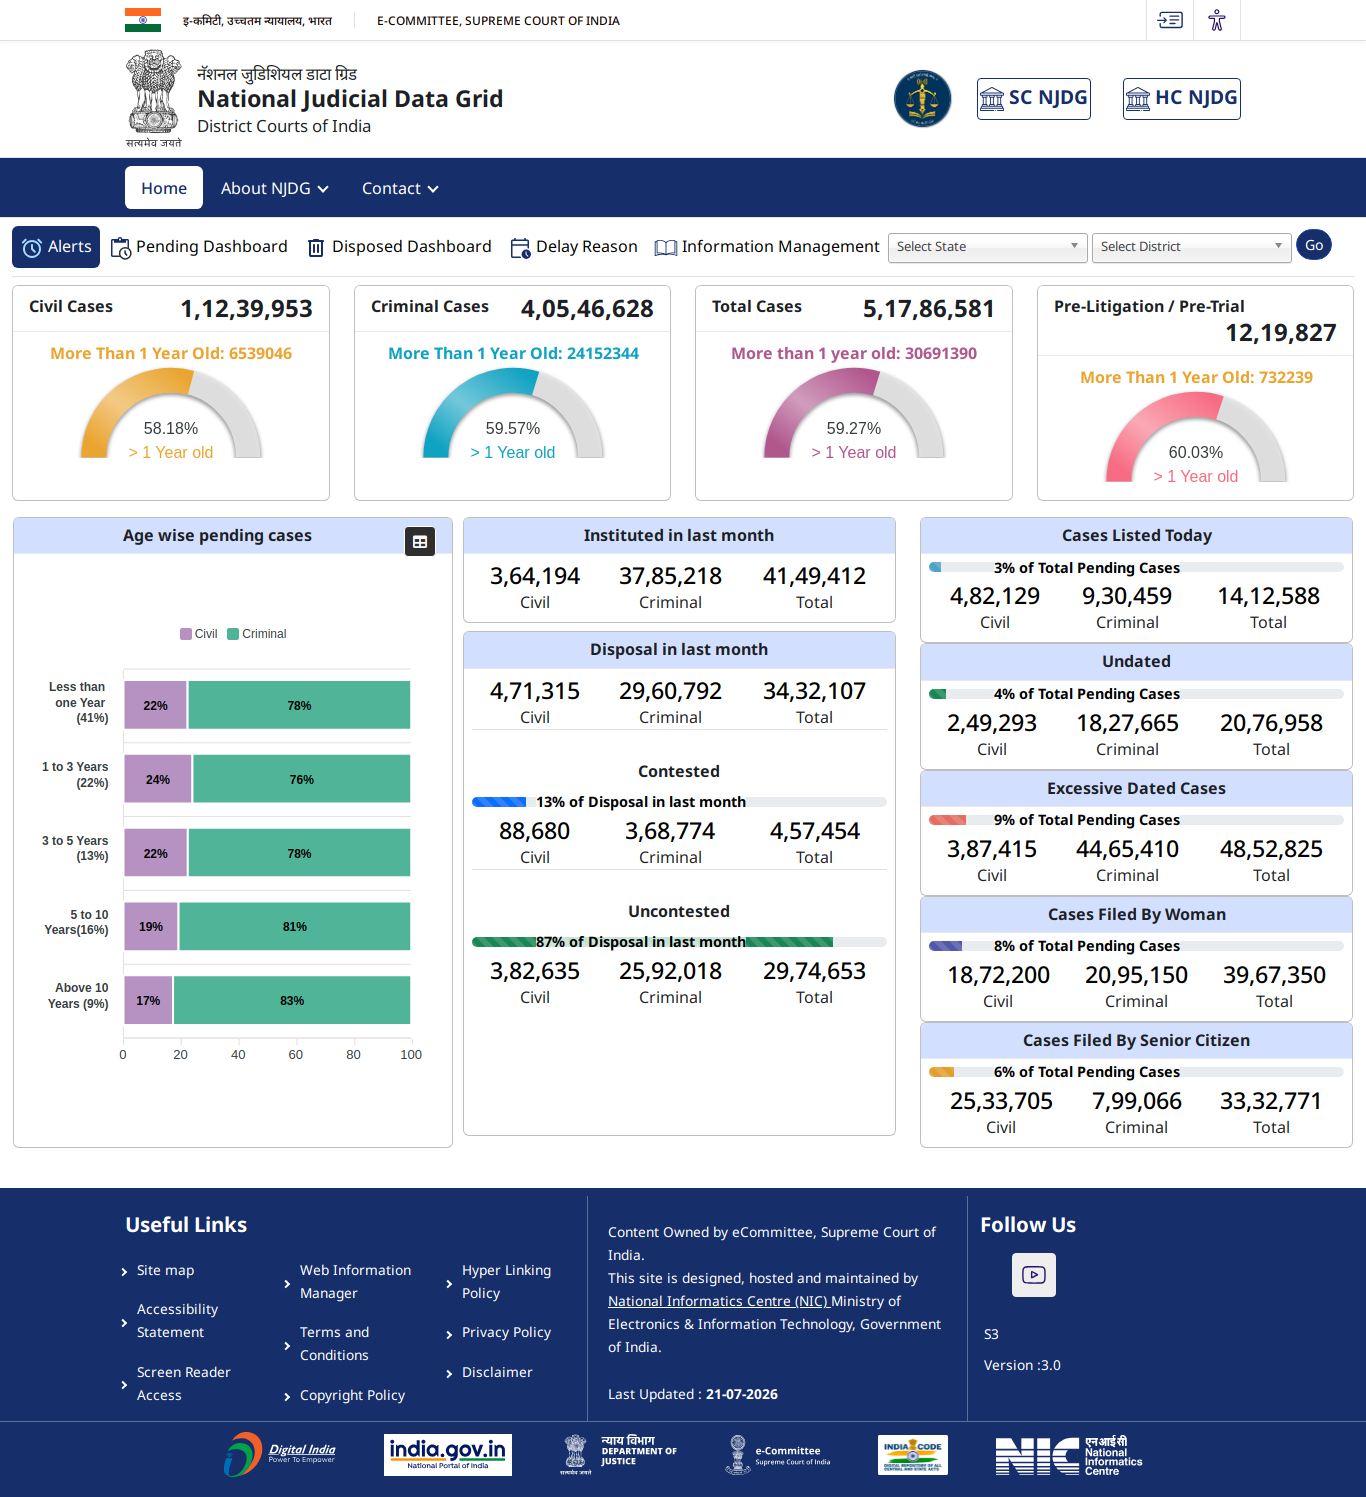 इ-कमिटी, उच्चतम न्यायालय, भारत
E-COMMITTEE, SUPREME COURT OF INDIA
नॅशनल जुडिशियल डाटा ग्रिड
National Judicial Data Grid
District Courts of India
सत्यमेव जयते
SC NJDG
HC NJDG
Home
About NJDG
Contact
Alerts
Pending Dashboard
Disposed Dashboard
Delay Reason
Information Management
Select State
Select District
Go
Civil Cases
1,12,39,953
More Than 1 Year Old: 6539046
58.18%
> 1 Year old
Criminal Cases
4,05,46,628
More Than 1 Year Old: 24152344
59.57%
> 1 Year old
Total Cases
5,17,86,581
More than 1 year old: 30691390
59.27%
> 1 Year old
Pre-Litigation / Pre-Trial
12,19,827
More Than 1 Year Old: 732239
60.03%
> 1 Year old
Age wise pending cases
Civil
Criminal
Less than
one Year
(41%)
22%
78%
1 to 3 Years
(22%)
24%
76%
3 to 5 Years
(13%)
22%
78%
5 to 10
Years(16%)
19%
81%
Above 10
Years (9%)
17%
83%
0 20 40 60 80 100
Instituted in last month
3,64,194 37,85,218 41,49,412
Civil Criminal Total
Disposal in last month
4,71,315 29,60,792 34,32,107
Civil Criminal Total
Contested
13% of Disposal in last month
88,680 3,68,774 4,57,454
Civil Criminal Total
Uncontested
87% of Disposal in last month
3,82,635 25,92,018 29,74,653
Civil Criminal Total
Cases Listed Today
3% of Total Pending Cases
4,82,129 9,30,459 14,12,588
Civil Criminal Total
Undated
4% of Total Pending Cases
2,49,293 18,27,665 20,76,958
Civil Criminal Total
Excessive Dated Cases
9% of Total Pending Cases
3,87,415 44,65,410 48,52,825
Civil Criminal Total
Cases Filed By Woman
8% of Total Pending Cases
18,72,200 20,95,150 39,67,350
Civil Criminal Total
Cases Filed By Senior Citizen
6% of Total Pending Cases
25,33,705 7,99,066 33,32,771
Civil Criminal Total
Useful Links
Site map
Accessibility
Statement
Screen Reader
Access
Web Information
Manager
Terms and
Conditions
Copyright Policy
Hyper Linking
Policy
Privacy Policy
Disclaimer
Content Owned by eCommittee, Supreme Court of
India.
This site is designed, hosted and maintained by
National Informatics Centre (NIC) Ministry of
Electronics & Information Technology, Government
of India.
Last Updated : 21-07-2026
Follow Us
S3
Version :3.0
Digital India
Power To Empower
india.gov.in
National Portal of India
सत्यमेव जयते
न्याय विभाग
DEPARTMENT OF
JUSTICE
e-Committee
Supreme Court of India
INDIA CODE
DIGITAL REPOSITORY OF ALL
CENTRAL AND STATE ACTS
NIC
एनआईसी
National
Informatics
Centre